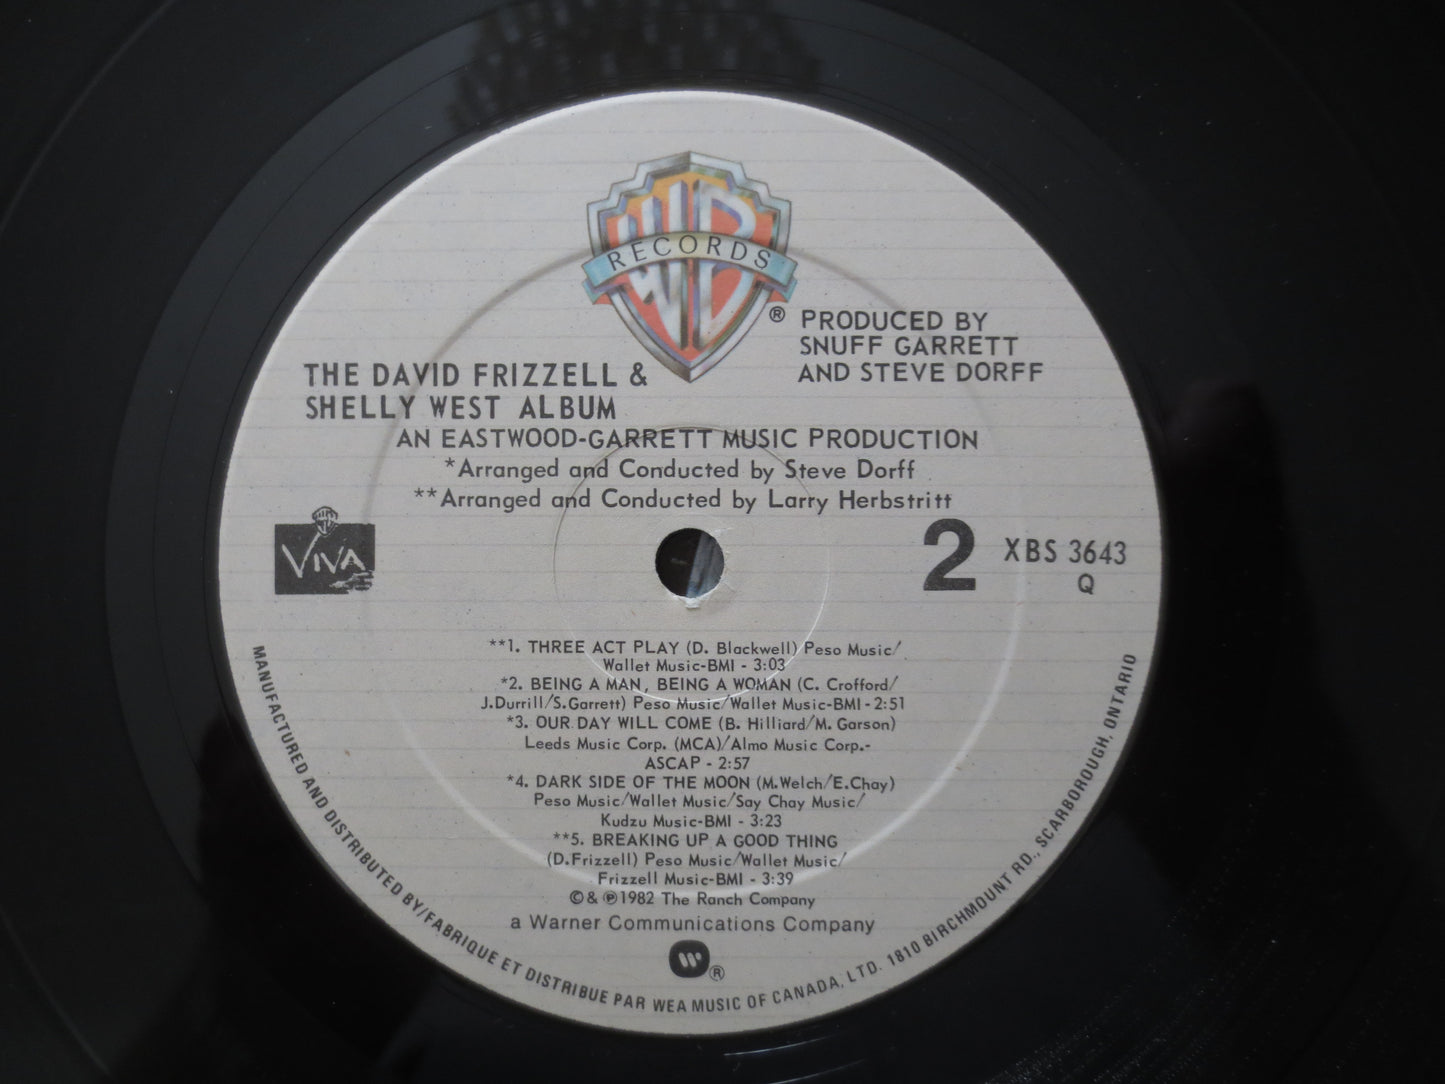 WB
RECORDS
®
PRODUCED BY
SNUFF GARRETT
AND STEVE DORFF
THE DAVID FRIZZELL &
SHELLY WEST ALBUM
AN EASTWOOD-GARRETT MUSIC PRODUCTION
*Arranged and Conducted by Steve Dorff
**Arranged and Conducted by Larry Herbstritt
VIVA
2
XBS 3643
Q
**1. THREE ACT PLAY (D. Blackwell) Peso Music/
Wallet Music-BMI - 3:03
*2. BEING A MAN, BEING A WOMAN (C. Crofford/
J.Durrill/S.Garrett) Peso Music/Wallet Music-BMI - 2:51
*3. OUR DAY WILL COME (B. Hilliard/M. Garson)
Leeds Music Corp. (MCA)/Almo Music Corp.-
ASCAP - 2:57
*4. DARK SIDE OF THE MOON (M.Welch/E.Chay)
Peso Music/Wallet Music/Say Chay Music/
Kudzu Music-BMI - 3:23
**5. BREAKING UP A GOOD THING
(D.Frizzell) Peso Music/Wallet Music/
Frizzell Music-BMI - 3:39
©&℗1982 The Ranch Company
a Warner Communications Company
®
MANUFACTURED AND DISTRIBUTED BY/FABRIQUE ET DISTRIBUE PAR WEA MUSIC OF CANADA, LTD. 1810 BIRCHMOUNT RD., SCARBOROUGH, ONTARIO